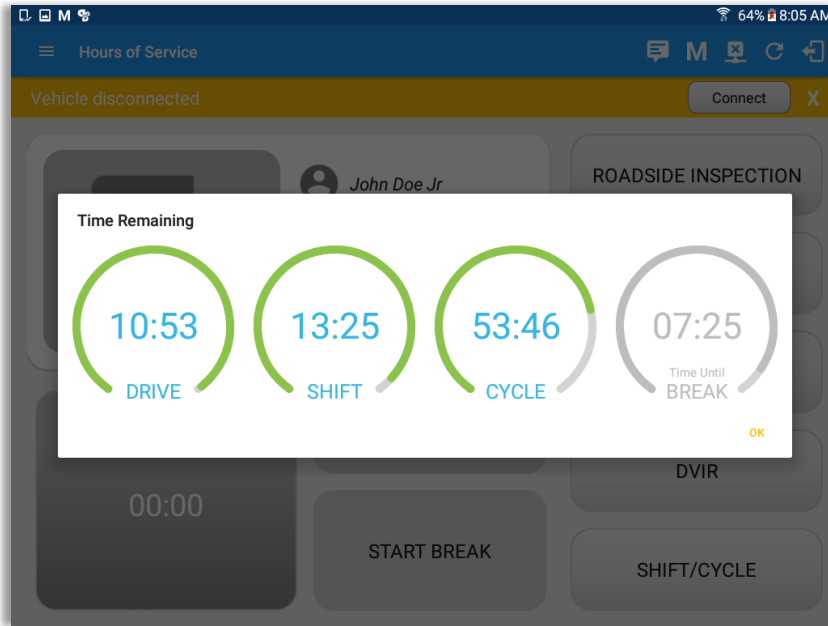 M 64% 8:05 AM
Hours of Service M
Vehicle disconnected Connect X
John Doe Jr
ROADSIDE INSPECTION
Time Remaining
10:53
DRIVE
13:25
SHIFT
53:46
CYCLE
07:25
Time Until
BREAK
OK
DVIR
00:00
START BREAK
SHIFT/CYCLE